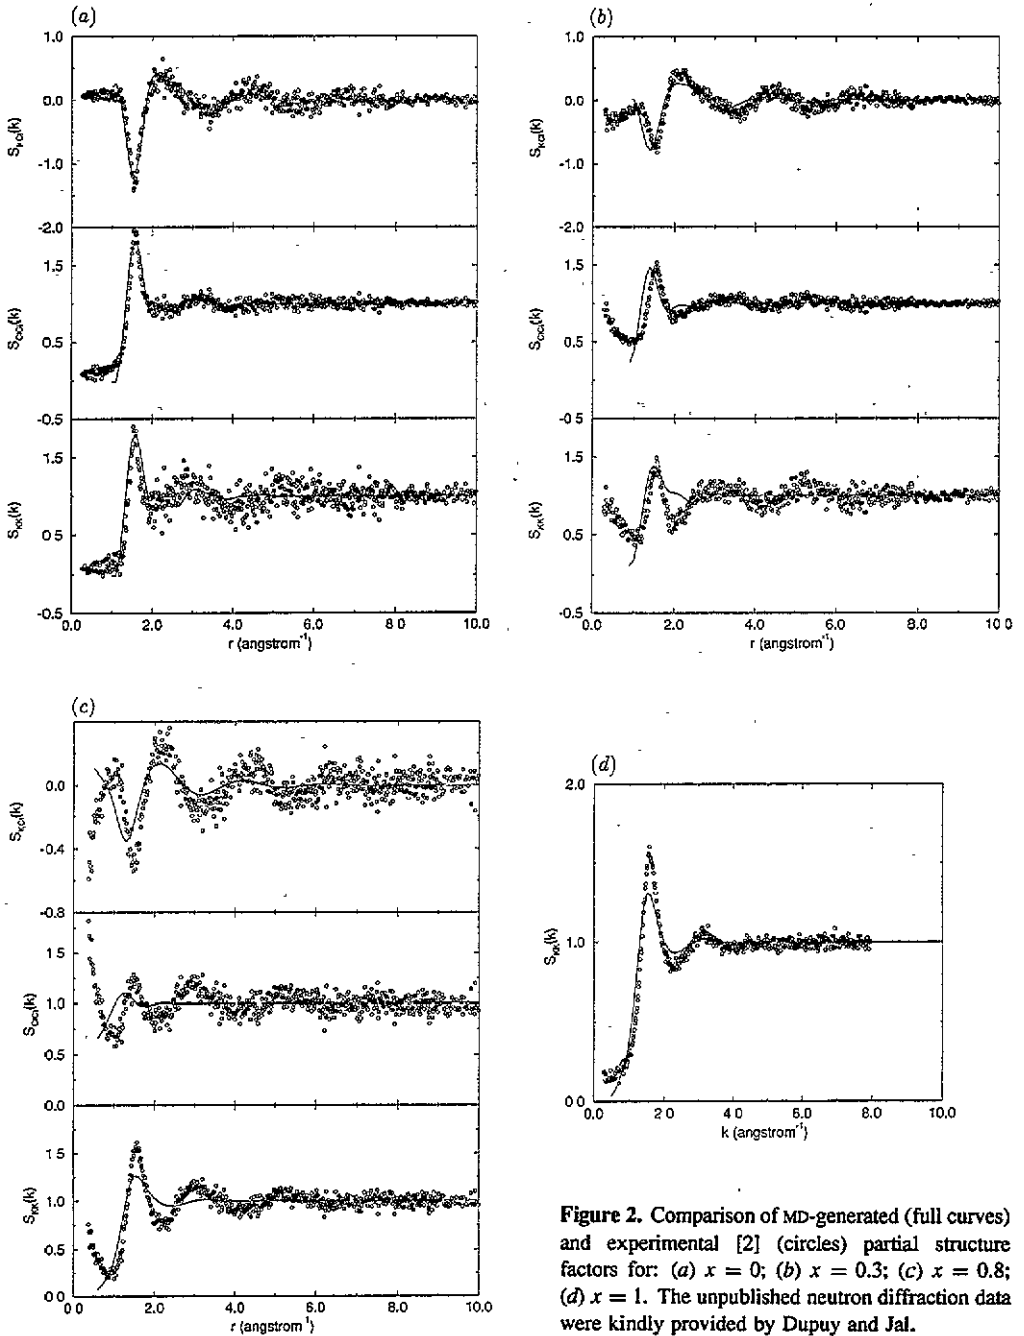 (a)
1.0
0.0
-1.0
-2.0
1.5
0.5
-0.5
1.5
0.5
-0.5
0.0 2.0 4.0 6.0 8.0 10.0
S_KCl(k)
S_ClCl(k)
S_KK(k)
r (angstrom⁻¹)
(b)
1.0
0.0
-1.0
-2.0
1.5
0.5
-0.5
1.5
0.5
-0.5
0.0 2.0 4.0 6.0 8.0 10 0
S_KCl(k)
S_ClCl(k)
S_KK(k)
r (angstrom⁻¹)
(c)
0.0
-0.4
-0.8
1.5
1.0
0.5
0.0
1.5
1.0
0.5
0 0
0.0 2.0 4.0 6.0 8.0 10.0
S_KCl(k)
S_ClCl(k)
S_KK(k)
r (angstrom⁻¹)
(d)
2.0
1.0
0 0
0.0 2 0 4 0 6.0 8.0 10.0
S_KK(k)
k (angstrom⁻¹)
Figure 2. Comparison of MD-generated (full curves)
and experimental [2] (circles) partial structure
factors for: (a) x = 0; (b) x = 0.3; (c) x = 0.8;
(d) x = 1. The unpublished neutron diffraction data
were kindly provided by Dupuy and Jal.